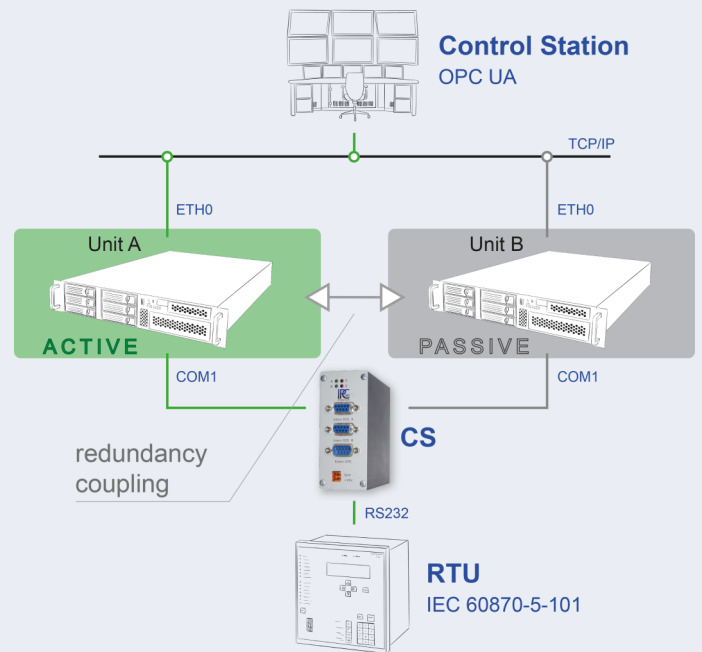 Control Station
OPC UA
TCP/IP
ETH0
ETH0
Unit A
Unit B
ACTIVE
PASSIVE
COM1
COM1
CS
redundancy
coupling
RS232
RTU
IEC 60870-5-101